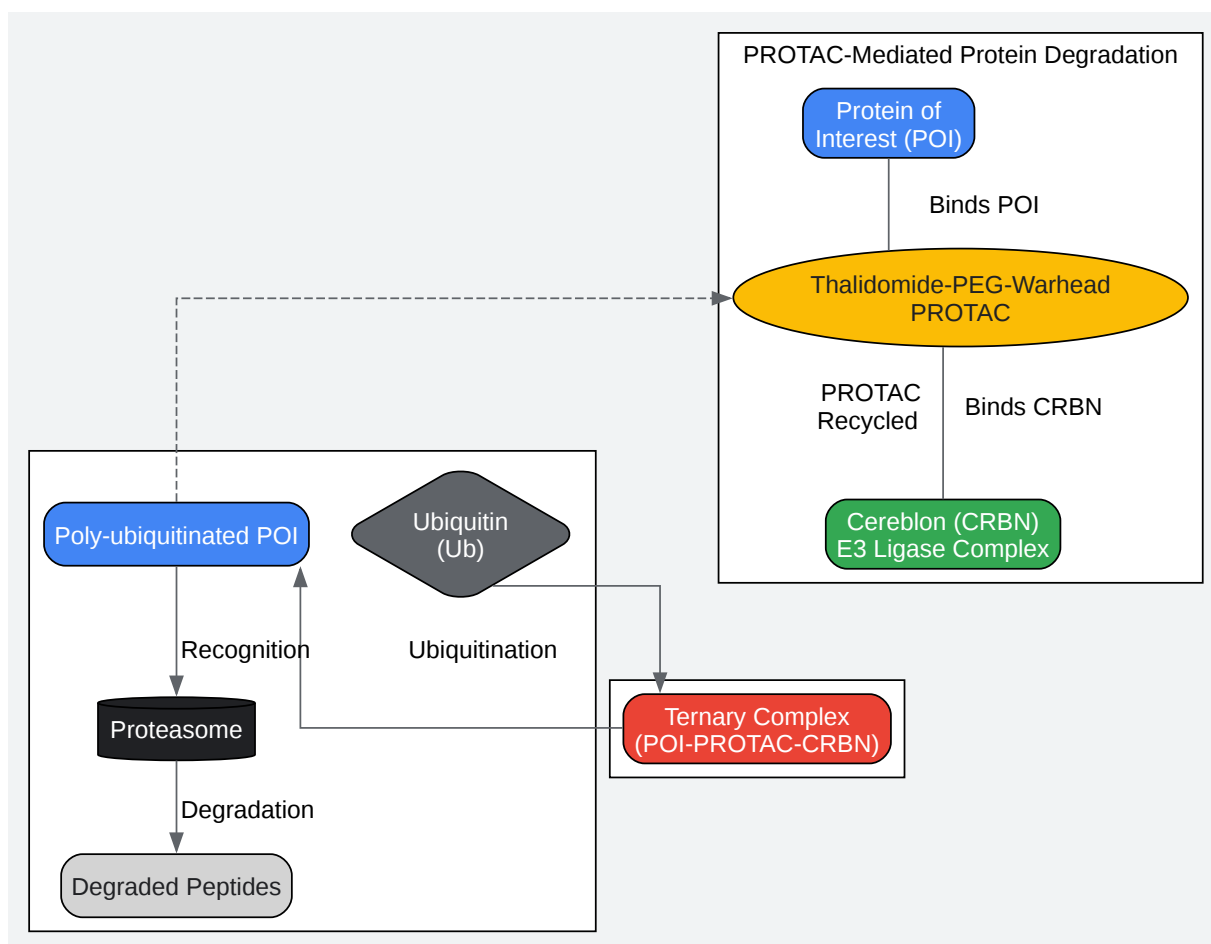 PROTAC-Mediated Protein Degradation
Protein of
Interest (POI)
Binds POI
Thalidomide-PEG-Warhead
PROTAC
PROTAC
Recycled
Binds CRBN
Cereblon (CRBN)
E3 Ligase Complex
Poly-ubiquitinated POI
Ubiquitin
(Ub)
Recognition
Ubiquitination
Proteasome
Ternary Complex
(POI-PROTAC-CRBN)
Degradation
Degraded Peptides